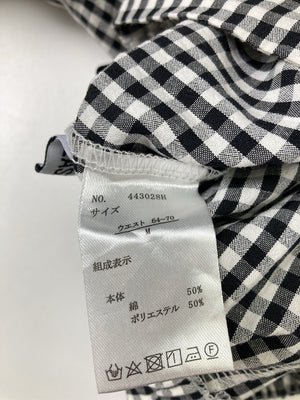 NO. 443028H
サイズ
ウエスト 64-70
M
組成表示
本体
綿 50%
ポリエステル 50%